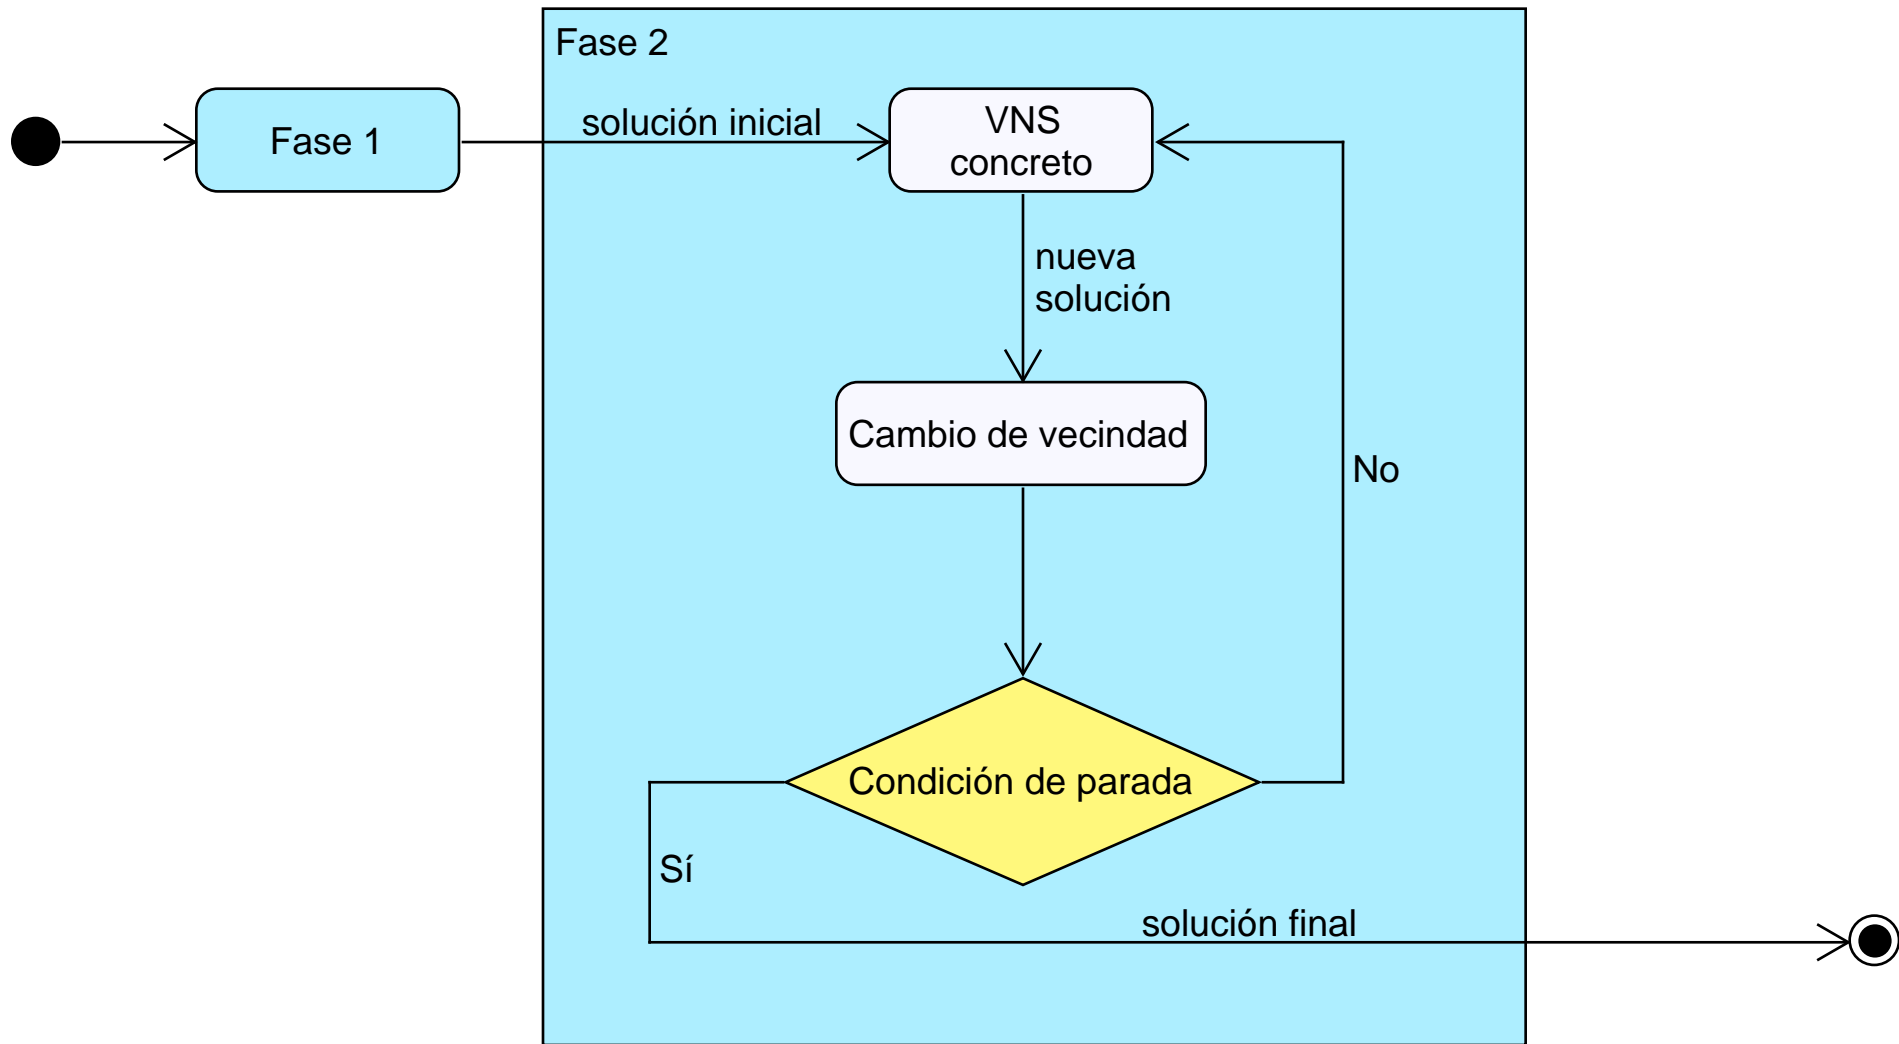 Fase 2
Fase 1
solución inicial
VNS
concreto
nueva
solución
Cambio de vecindad
No
Condición de parada
Sí
solución final